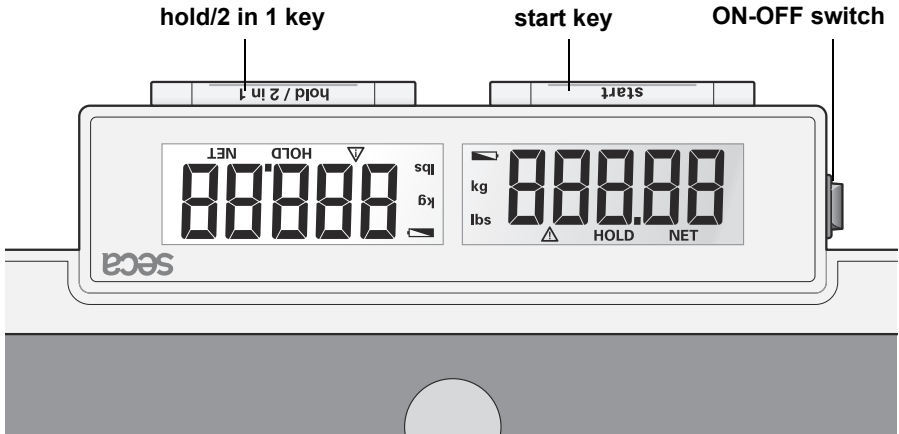 hold/2 in 1 key
start key
ON-OFF switch
hold / 2 in 1
start
NET HOLD
lbs
kg
88888
kg
lbs
888.88
HOLD NET
seca